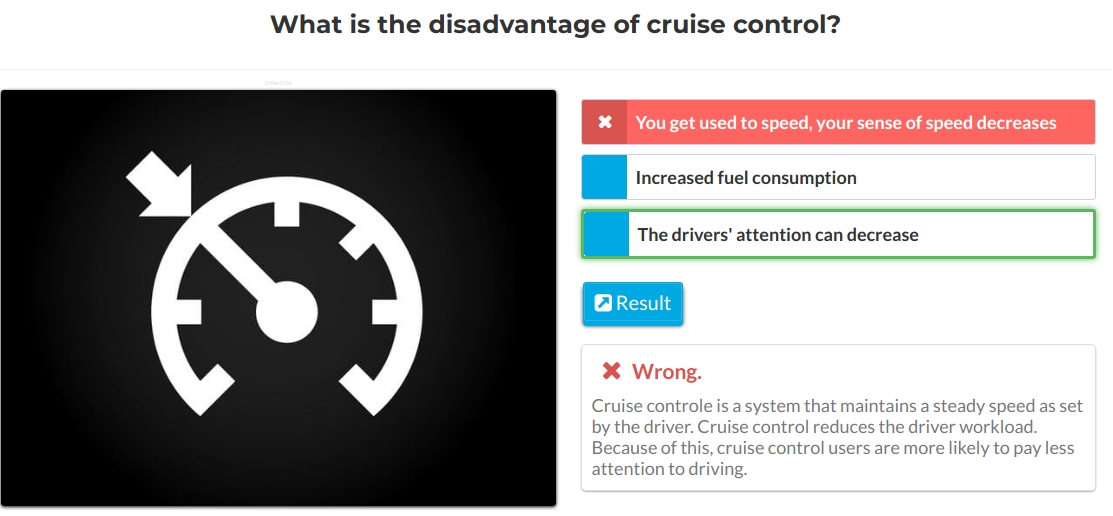 What is the disadvantage of cruise control?
You get used to speed, your sense of speed decreases
Increased fuel consumption
The drivers' attention can decrease
Result
Wrong.
Cruise controle is a system that maintains a steady speed as set
by the driver. Cruise control reduces the driver workload.
Because of this, cruise control users are more likely to pay less
attention to driving.